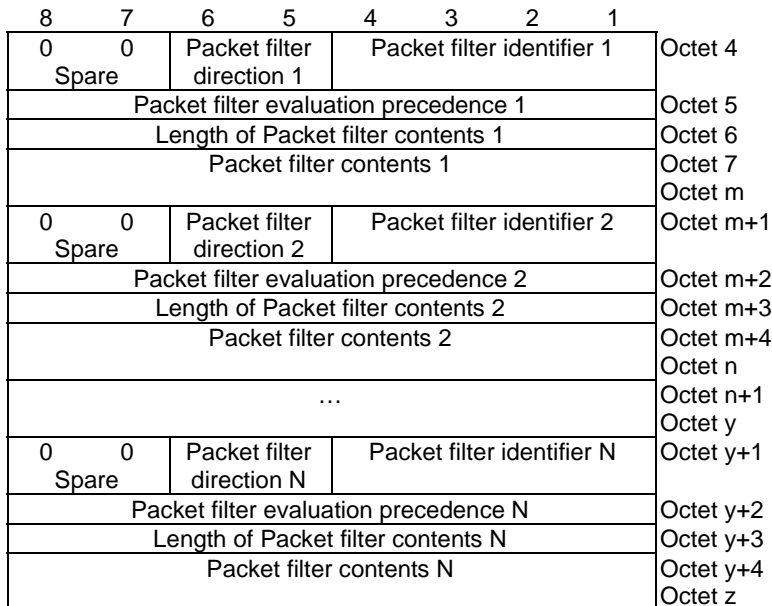 8 7 6 5 4 3 2 1
0 0 Packet filter Packet filter identifier 1 Octet 4
Spare direction 1
Packet filter evaluation precedence 1 Octet 5
Length of Packet filter contents 1 Octet 6
Packet filter contents 1 Octet 7
Octet m
0 0 Packet filter Packet filter identifier 2 Octet m+1
Spare direction 2
Packet filter evaluation precedence 2 Octet m+2
Length of Packet filter contents 2 Octet m+3
Packet filter contents 2 Octet m+4
Octet n
… Octet n+1
Octet y
0 0 Packet filter Packet filter identifier N Octet y+1
Spare direction N
Packet filter evaluation precedence N Octet y+2
Length of Packet filter contents N Octet y+3
Packet filter contents N Octet y+4
Octet z